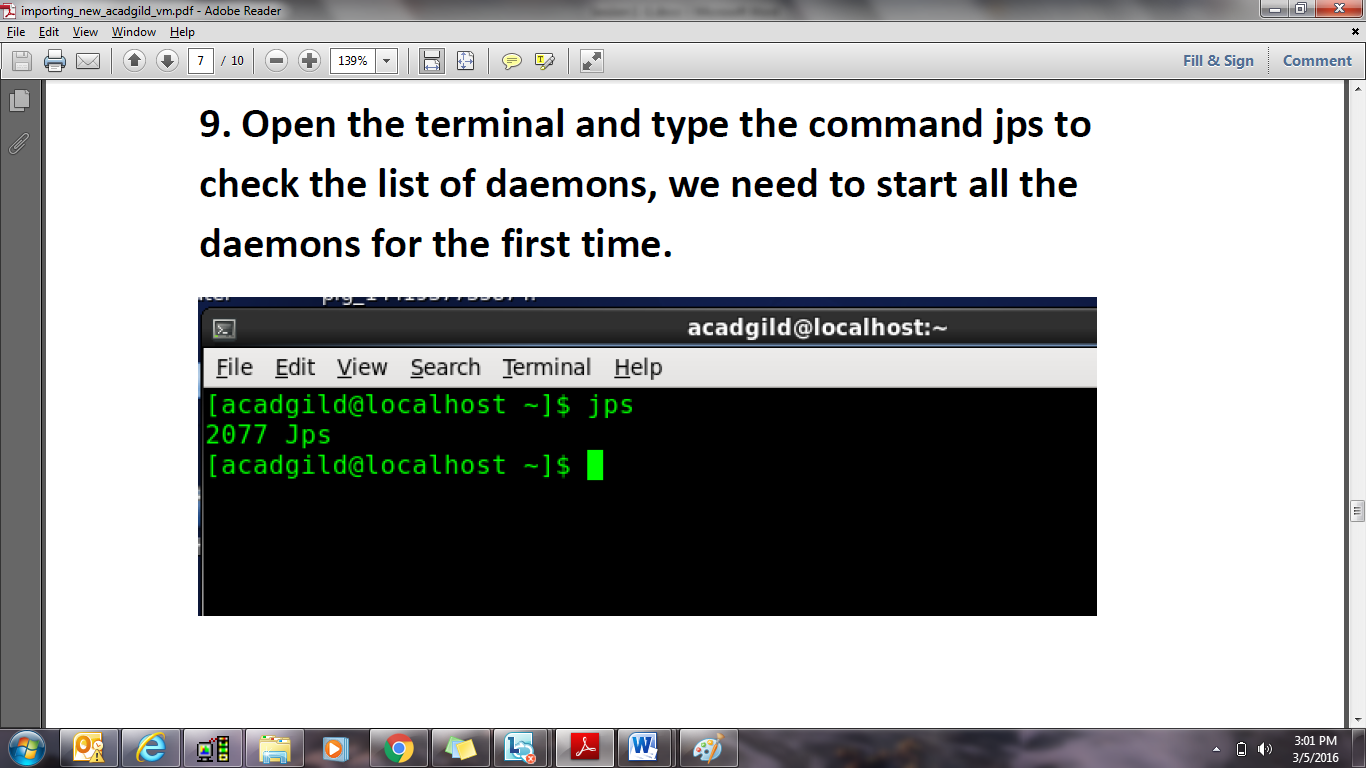 importing_new_acadgild_vm.pdf - Adobe Reader
File Edit View Window Help
7 / 10 139% Fill & Sign Comment
9. Open the terminal and type the command jps to
check the list of daemons, we need to start all the
daemons for the first time.
acadgild@localhost:~
File Edit View Search Terminal Help
[acadgild@localhost ~]$ jps
2077 Jps
[acadgild@localhost ~]$
3:01 PM
3/5/2016